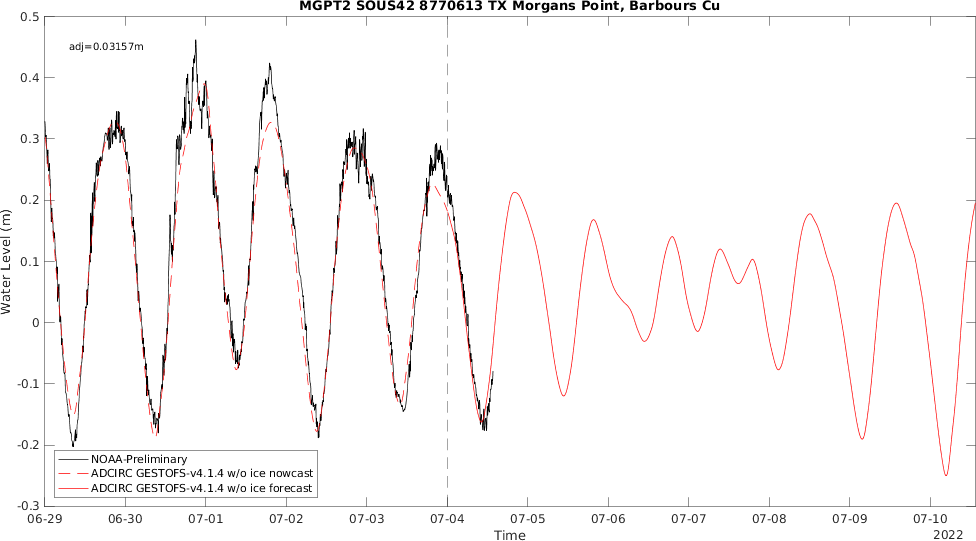 MGPT2 SOUS42 8770613 TX Morgans Point, Barbours Cu
adj=0.03157m
0.5
0.4
0.3
0.2
0.1
0
-0.1
-0.2
-0.3
Water Level (m)
NOAA-Preliminary
ADCIRC GESTOFS-v4.1.4 w/o ice nowcast
ADCIRC GESTOFS-v4.1.4 w/o ice forecast
06-29 06-30 07-01 07-02 07-03 07-04 07-05 07-06 07-07 07-08 07-09 07-10
Time
2022